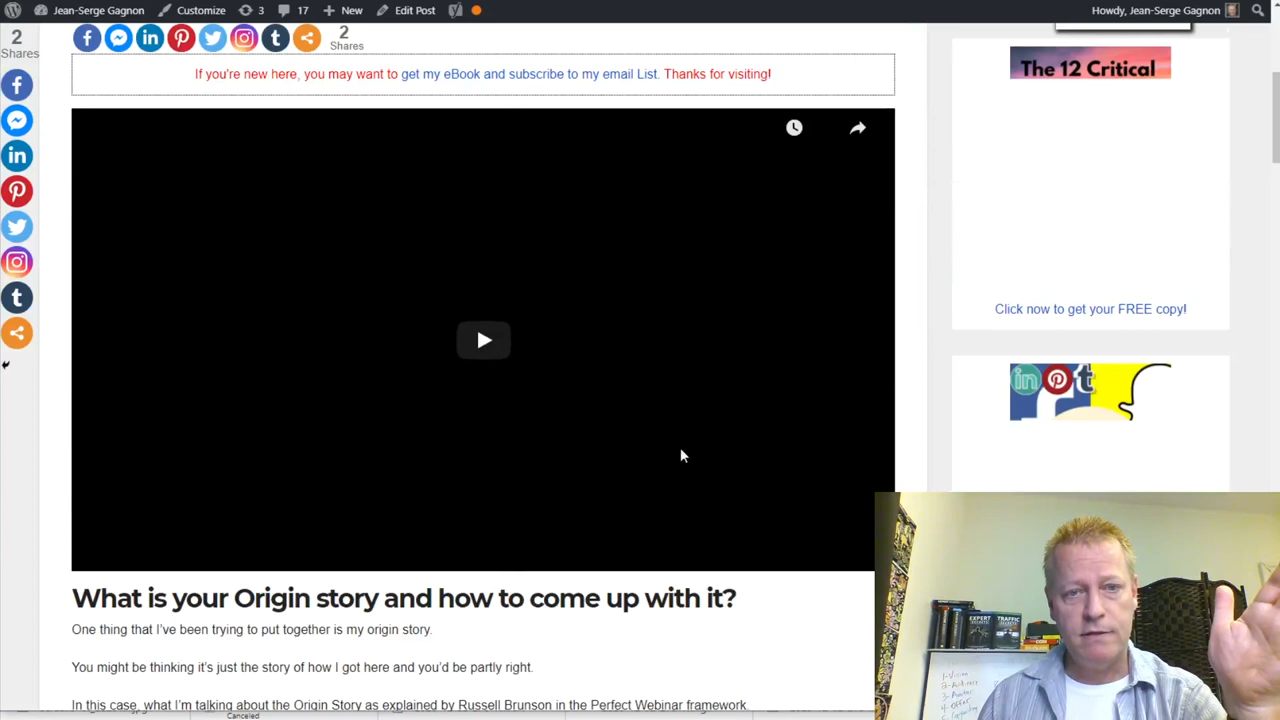 Jean-Serge Gagnon Customize 3 17 New Edit Post Howdy, Jean-Serge Gagnon
2
Shares
2
Shares
If you're new here, you may want to get my eBook and subscribe to my email List. Thanks for visiting!
The 12 Critical
Click now to get your FREE copy!
What is your Origin story and how to come up with it?
One thing that I've been trying to put together is my origin story.
You might be thinking it's just the story of how I got here and you'd be partly right.
In this case, what I'm talking about the Origin Story as explained by Russell Brunson in the Perfect Webinar framework.
Canceled
EXPERT
SECRETS
TRAFFIC
SECRETS